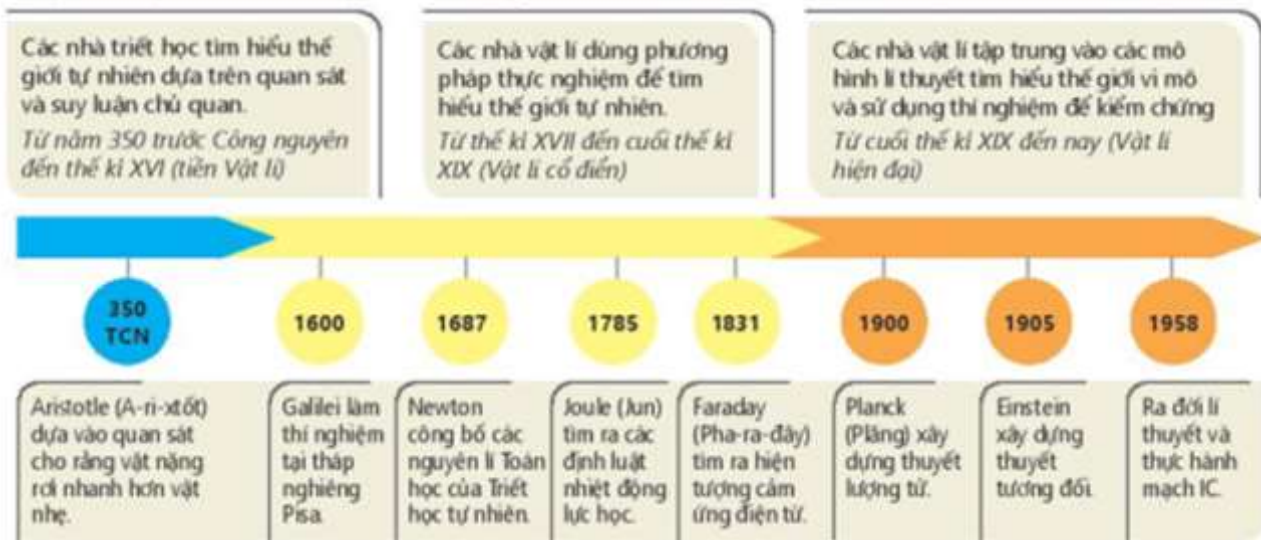 Các nhà triết học tìm hiểu thế
giới tự nhiên dựa trên quan sát
và suy luận chủ quan.
Từ năm 350 trước Công nguyên
đến thế kỉ XVI (tiền Vật lí)
Các nhà vật lí dùng phương
pháp thực nghiệm để tìm
hiểu thế giới tự nhiên.
Từ thế kỉ XVII đến cuối thế kỉ
XIX (Vật lí cổ điển)
Các nhà vật lí tập trung vào các mô
hình lí thuyết tìm hiểu thế giới vi mô
và sử dụng thí nghiệm để kiểm chứng
Từ cuối thế kỉ XIX đến nay (Vật lí
hiện đại)
350
TCN
1600
1687
1785
1831
1900
1905
1958
Aristotle (A-ri-xtốt)
dựa vào quan sát
cho rằng vật nặng
rơi nhanh hơn vật
nhẹ.
Galilei làm
thí nghiệm
tại tháp
nghiêng
Pisa.
Newton
công bố các
nguyên lí Toán
học của Triết
học tự nhiên.
Joule (Jun)
tìm ra các
định luật
nhiệt động
lực học.
Faraday
(Pha-ra-đây)
tìm ra hiện
tượng cảm
ứng điện từ.
Planck
(Plăng) xây
dựng thuyết
lượng tử.
Einstein
xây dựng
thuyết
tương đối.
Ra đời lí
thuyết và
thực hành
mạch IC.